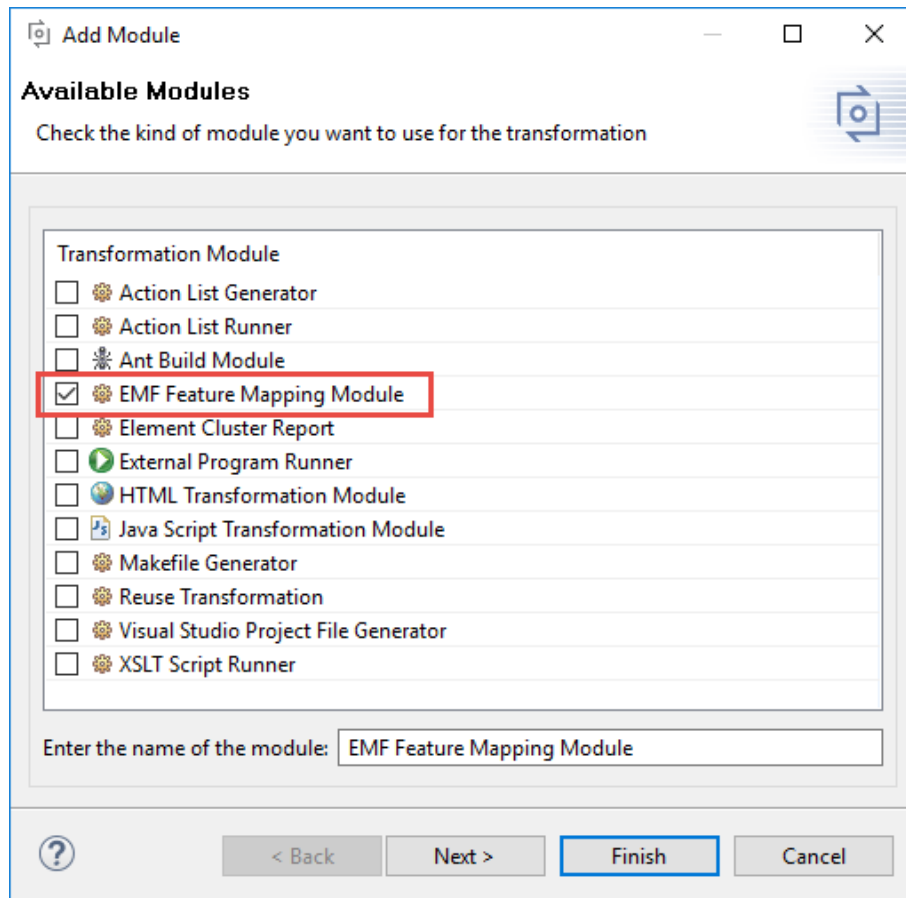 Add Module
Available Modules
Check the kind of module you want to use for the transformation
Transformation Module
Action List Generator
Action List Runner
Ant Build Module
EMF Feature Mapping Module
Element Cluster Report
External Program Runner
HTML Transformation Module
Java Script Transformation Module
Makefile Generator
Reuse Transformation
Visual Studio Project File Generator
XSLT Script Runner
Enter the name of the module: EMF Feature Mapping Module
? < Back Next > Finish Cancel